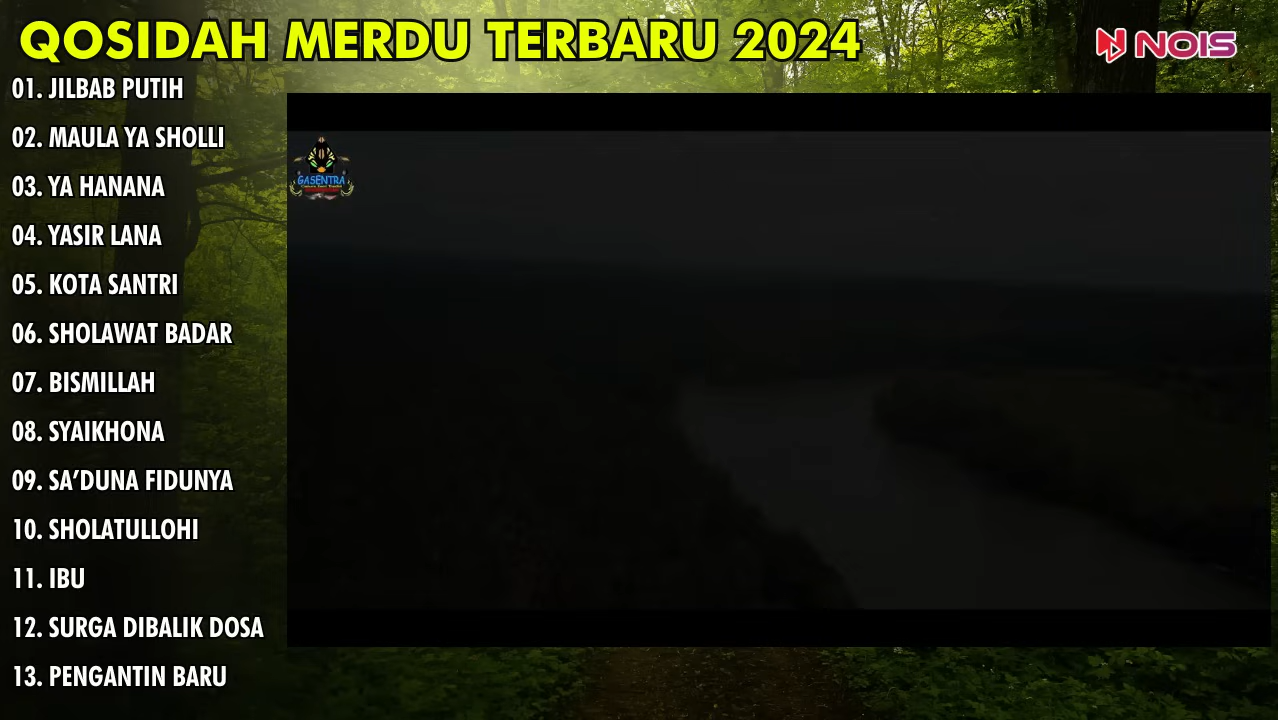 QOSIDAH MERDU TERBARU 2024
NOIS
01. JILBAB PUTIH
02. MAULA YA SHOLLI
03. YA HANANA
04. YASIR LANA
05. KOTA SANTRI
06. SHOLAWAT BADAR
07. BISMILLAH
08. SYAIKHONA
09. SA’DUNA FIDUNYA
10. SHOLATULLOHI
11. IBU
12. SURGA DIBALIK DOSA
13. PENGANTIN BARU
GASENTRA